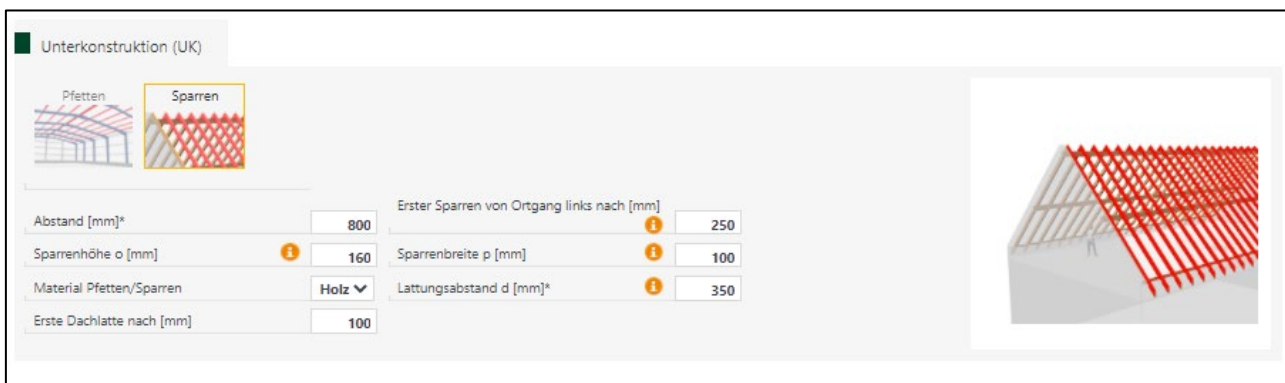 Unterkonstruktion (UK)
Pfetten
Sparren
Abstand [mm]* 800
Erster Sparren von Ortgang links nach [mm] 250
Sparrenhöhe o [mm] 160
Sparrenbreite p [mm] 100
Material Pfetten/Sparren Holz
Lattungsabstand d [mm]* 350
Erste Dachlatte nach [mm] 100